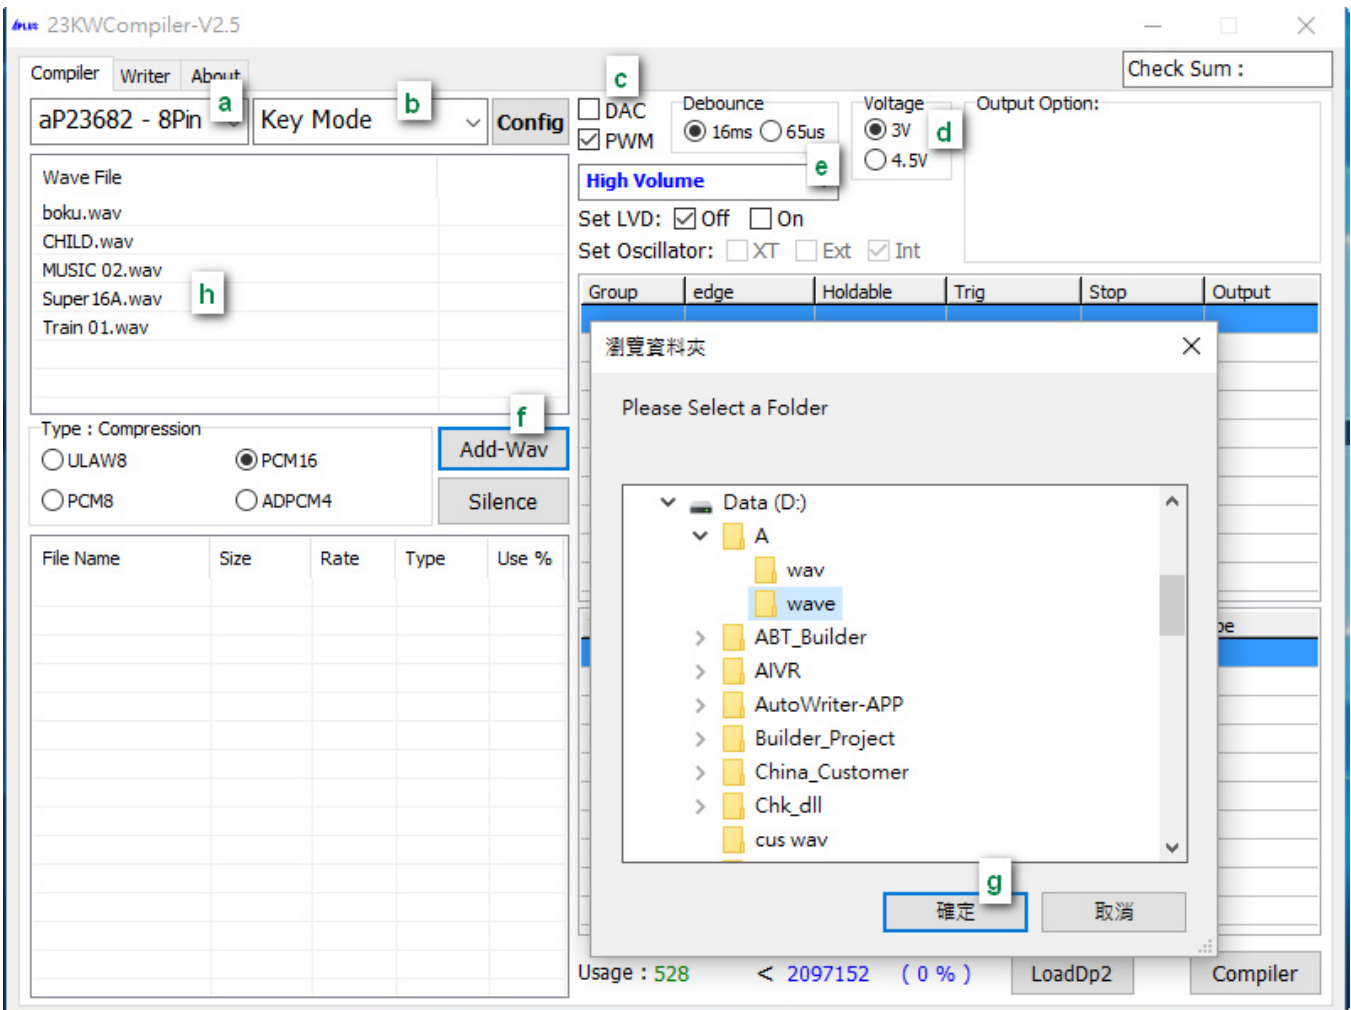 aPLUS 23KWCompiler-V2.5
Compiler Writer About
Check Sum :
a
b
c
aP23682 - 8Pin
Key Mode
Config
DAC
PWM
Debounce
16ms 65us
Voltage
3V
4.5V
d
Output Option:
e
High Volume
Set LVD: Off On
Set Oscillator: XT Ext Int
Wave File
boku.wav
CHILD.wav
MUSIC 02.wav
Super16A.wav
Train 01.wav
h
Group edge Holdable Trig Stop Output
f
Type : Compression
ULAW8 PCM16
PCM8 ADPCM4
Add-Wav
Silence
File Name Size Rate Type Use %
瀏覽資料夾
Please Select a Folder
Data (D:)
A
wav
wave
ABT_Builder
AIVR
AutoWriter-APP
Builder_Project
China_Customer
Chk_dll
cus wav
g
確定 取消
Usage : 528 < 2097152 ( 0 % )
LoadDp2
Compiler